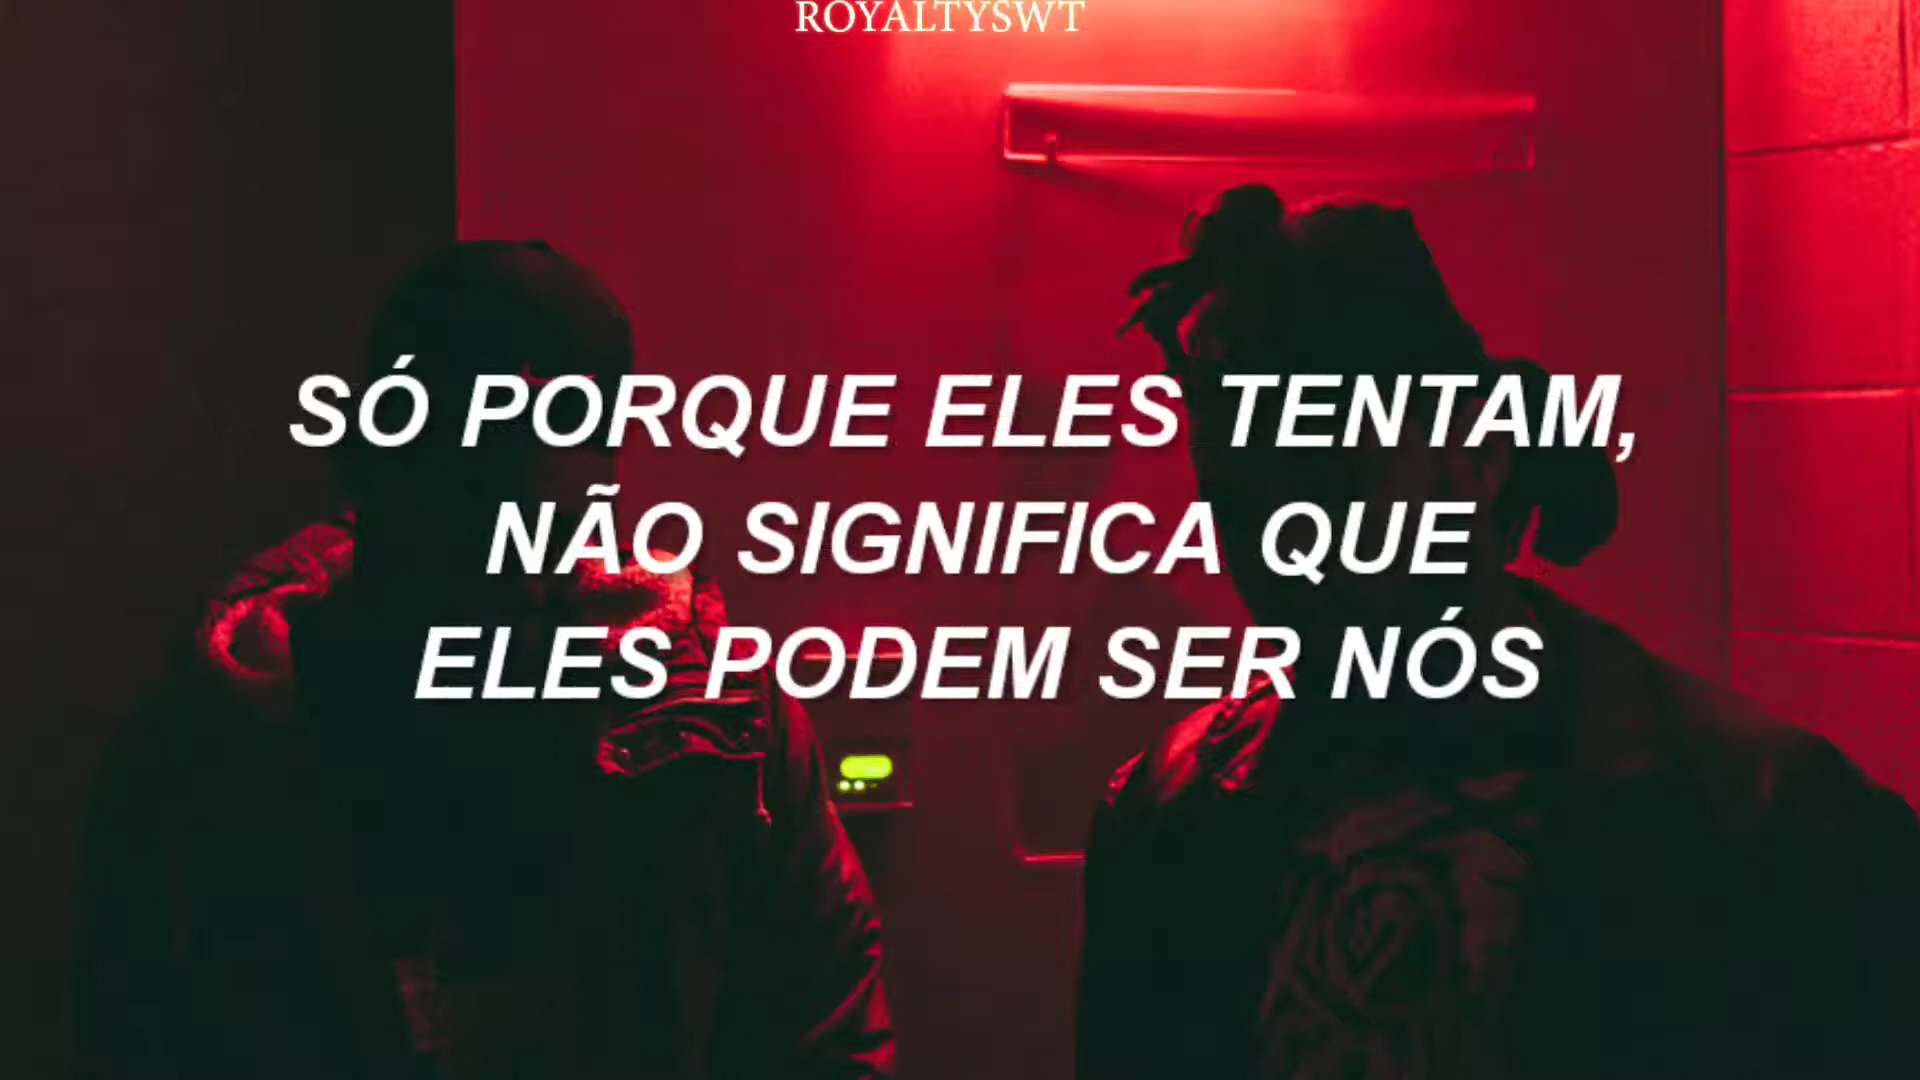 ROYALTYSWT
SÓ PORQUE ELES TENTAM,
NÃO SIGNIFICA QUE
ELES PODEM SER NÓS